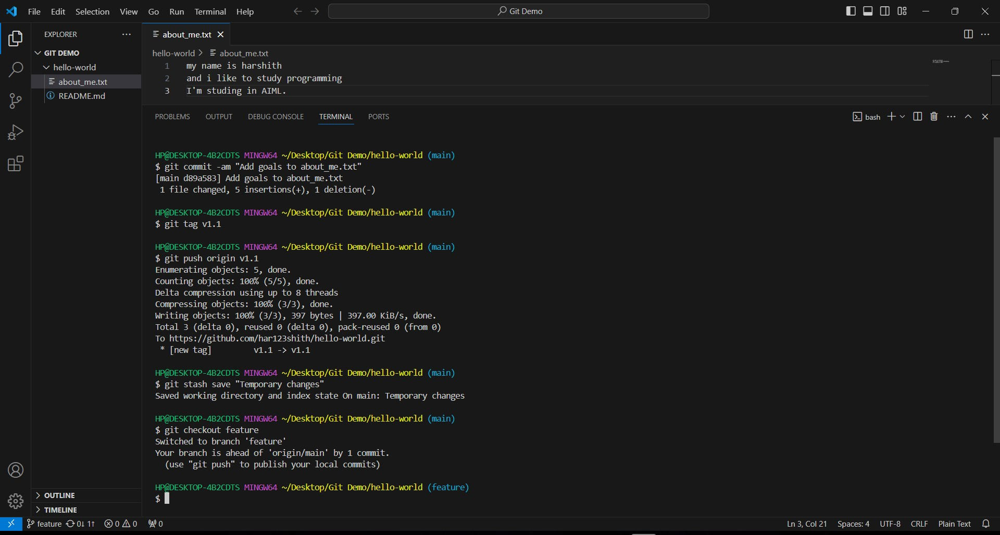 File Edit Selection View Go Run Terminal Help
Git Demo
EXPLORER
about_me.txt
GIT DEMO
hello-world
about_me.txt
README.md
hello-world > about_me.txt
1 my name is harshith
2 and i like to study programming
3 I'm studing in AIML.
PROBLEMS OUTPUT DEBUG CONSOLE TERMINAL PORTS
bash
HP@DESKTOP-4B2CDTS MINGW64 ~/Desktop/Git Demo/hello-world (main)
$ git commit -am "Add goals to about_me.txt"
[main d89a583] Add goals to about_me.txt
1 file changed, 5 insertions(+), 1 deletion(-)
HP@DESKTOP-4B2CDTS MINGW64 ~/Desktop/Git Demo/hello-world (main)
$ git tag v1.1
HP@DESKTOP-4B2CDTS MINGW64 ~/Desktop/Git Demo/hello-world (main)
$ git push origin v1.1
Enumerating objects: 5, done.
Counting objects: 100% (5/5), done.
Delta compression using up to 8 threads
Compressing objects: 100% (3/3), done.
Writing objects: 100% (3/3), 397 bytes | 397.00 KiB/s, done.
Total 3 (delta 0), reused 0 (delta 0), pack-reused 0 (from 0)
To https://github.com/har123shith/hello-world.git
* [new tag] v1.1 -> v1.1
HP@DESKTOP-4B2CDTS MINGW64 ~/Desktop/Git Demo/hello-world (main)
$ git stash save "Temporary changes"
Saved working directory and index state On main: Temporary changes
HP@DESKTOP-4B2CDTS MINGW64 ~/Desktop/Git Demo/hello-world (main)
$ git checkout feature
Switched to branch 'feature'
Your branch is ahead of 'origin/main' by 1 commit.
(use "git push" to publish your local commits)
HP@DESKTOP-4B2CDTS MINGW64 ~/Desktop/Git Demo/hello-world (feature)
$
OUTLINE
TIMELINE
feature 0↓ 1↑ 0 0 0 Ln 3, Col 21 Spaces: 4 UTF-8 CRLF Plain Text